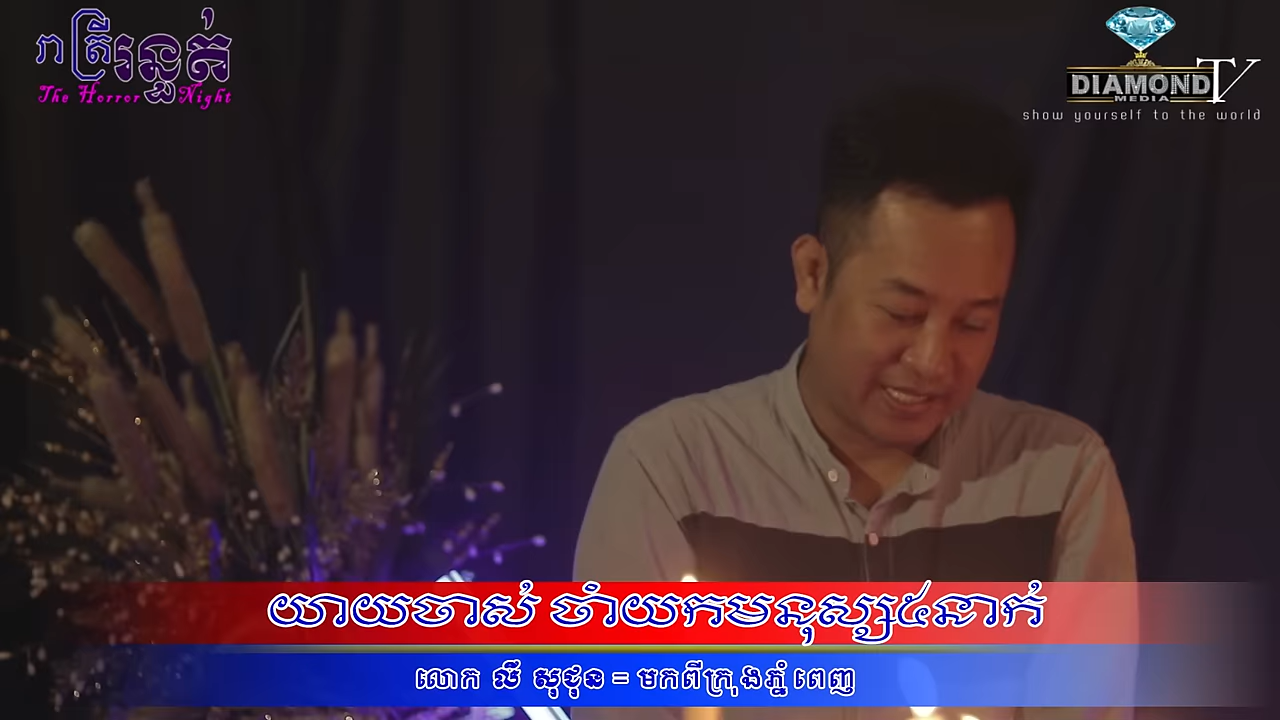 រាត្រីរន្ធត់
The Horror Night
DIAMOND TV
MEDIA
show yourself to the world
យាយចាស់ ចាំយកមនុស្ស៥នាក់
លោក លី សុជុន = មកពីក្រុងភ្នំពេញ